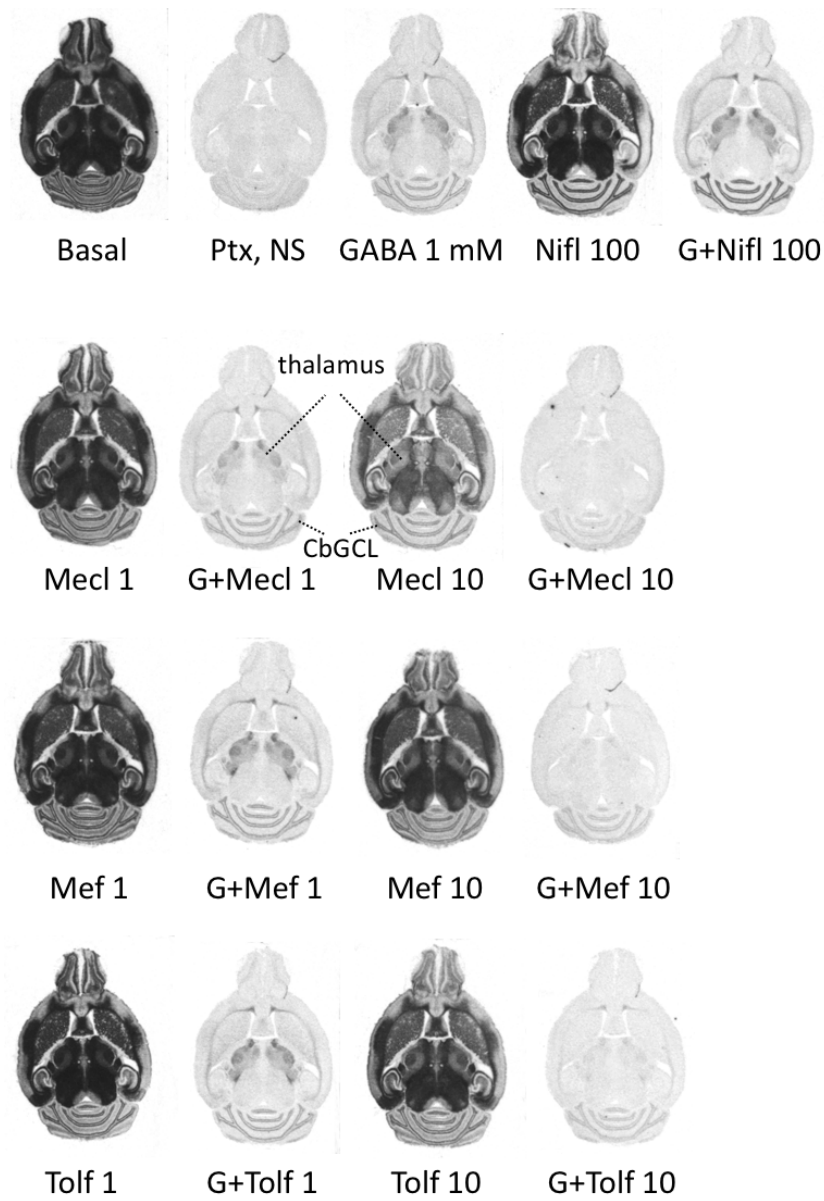 Basal Ptx, NS GABA 1 mM Nifl 100 G+Nifl 100
thalamus
CbGCL
Mecl 1 G+Mecl 1 Mecl 10 G+Mecl 10
Mef 1 G+Mef 1 Mef 10 G+Mef 10
Tolf 1 G+Tolf 1 Tolf 10 G+Tolf 10